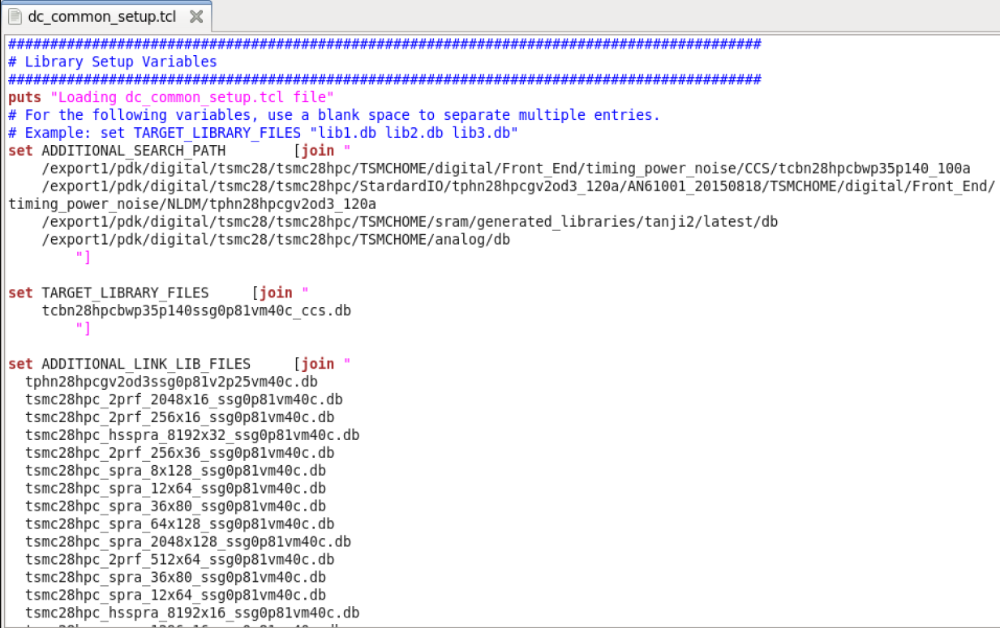 dc_common_setup.tcl
##########################################################################################
# Library Setup Variables
##########################################################################################
puts "Loading dc_common_setup.tcl file"
# For the following variables, use a blank space to separate multiple entries.
# Example: set TARGET_LIBRARY_FILES "lib1.db lib2.db lib3.db"
set ADDITIONAL_SEARCH_PATH        [join "
    /export1/pdk/digital/tsmc28/tsmc28hpc/TSMCHOME/digital/Front_End/timing_power_noise/CCS/tcbn28hpcbwp35p140_100a
    /export1/pdk/digital/tsmc28/tsmc28hpc/StardardIO/tphn28hpcgv2od3_120a/AN61001_20150818/TSMCHOME/digital/Front_End/
timing_power_noise/NLDM/tphn28hpcgv2od3_120a
    /export1/pdk/digital/tsmc28/tsmc28hpc/TSMCHOME/sram/generated_libraries/tanji2/latest/db
    /export1/pdk/digital/tsmc28/tsmc28hpc/TSMCHOME/analog/db
        "]
set TARGET_LIBRARY_FILES     [join "
    tcbn28hpcbwp35p140ssg0p81vm40c_ccs.db
        "]
set ADDITIONAL_LINK_LIB_FILES     [join "
  tphn28hpcgv2od3ssg0p81v2p25vm40c.db
  tsmc28hpc_2prf_2048x16_ssg0p81vm40c.db
  tsmc28hpc_2prf_256x16_ssg0p81vm40c.db
  tsmc28hpc_hsspra_8192x32_ssg0p81vm40c.db
  tsmc28hpc_2prf_256x36_ssg0p81vm40c.db
  tsmc28hpc_spra_8x128_ssg0p81vm40c.db
  tsmc28hpc_spra_12x64_ssg0p81vm40c.db
  tsmc28hpc_spra_36x80_ssg0p81vm40c.db
  tsmc28hpc_spra_64x128_ssg0p81vm40c.db
  tsmc28hpc_spra_2048x128_ssg0p81vm40c.db
  tsmc28hpc_2prf_512x64_ssg0p81vm40c.db
  tsmc28hpc_spra_36x80_ssg0p81vm40c.db
  tsmc28hpc_spra_12x64_ssg0p81vm40c.db
  tsmc28hpc_hsspra_8192x16_ssg0p81vm40c.db